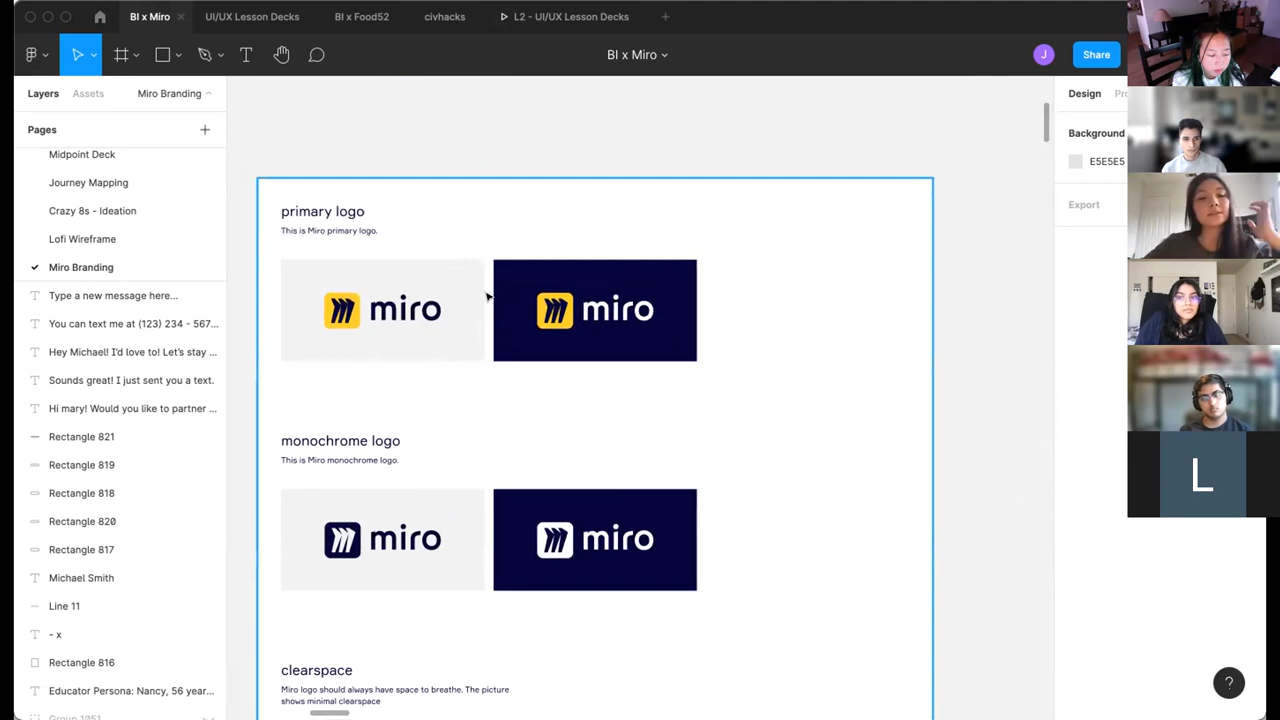 BI x Miro
UI/UX Lesson Decks
BI x Food52
civhacks
L2 - UI/UX Lesson Decks
BI x Miro
J
Share
Layers
Assets
Miro Branding
Pages
Midpoint Deck
Journey Mapping
Crazy 8s - Ideation
Lofi Wireframe
Miro Branding
Type a new message here...
You can text me at (123) 234 - 567...
Hey Michael! I'd love to! Let's stay ...
Sounds great! I just sent you a text.
Hi mary! Would you like to partner ...
Rectangle 821
Rectangle 819
Rectangle 818
Rectangle 820
Rectangle 817
Michael Smith
Line 11
- x
Rectangle 816
Educator Persona: Nancy, 56 year...
Group 1051
primary logo
This is Miro primary logo.
miro
miro
monochrome logo
This is Miro monochrome logo.
miro
miro
clearspace
Miro logo should always have space to breathe. The picture
shows minimal clearspace
Design
Background
E5E5E5
Export
L
?